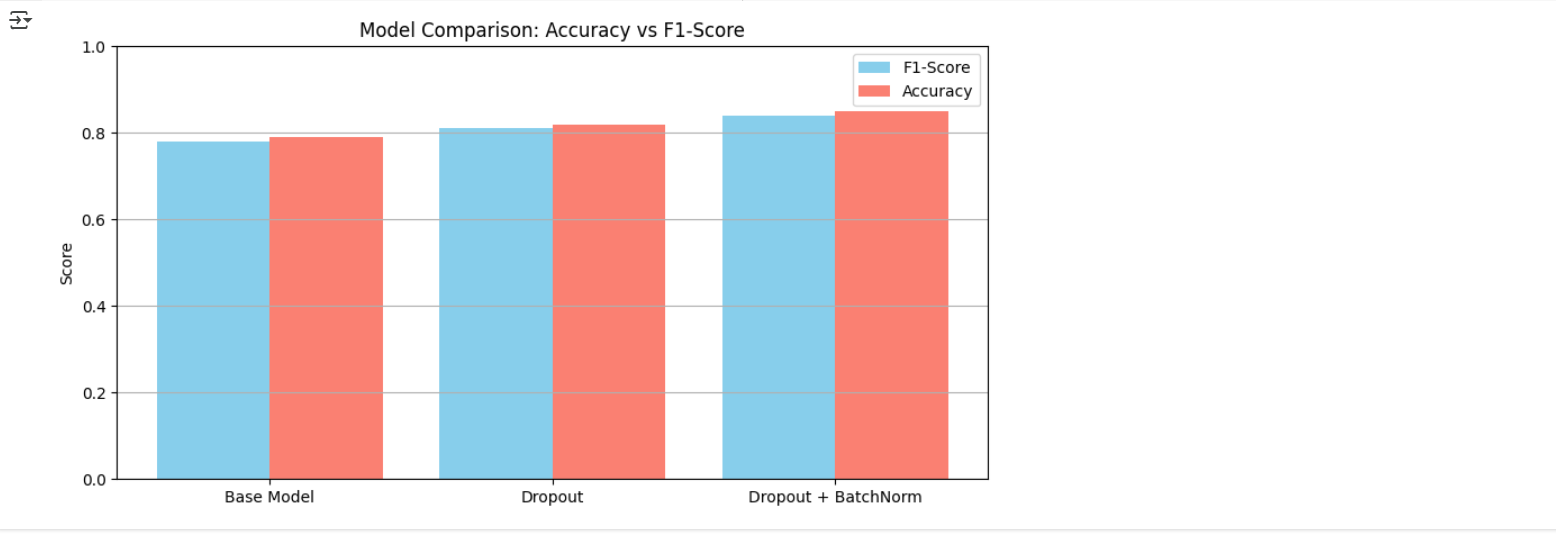 Model Comparison: Accuracy vs F1-Score
F1-Score
Accuracy
1.0
0.8
0.6
0.4
0.2
0.0
Score
Base Model
Dropout
Dropout + BatchNorm